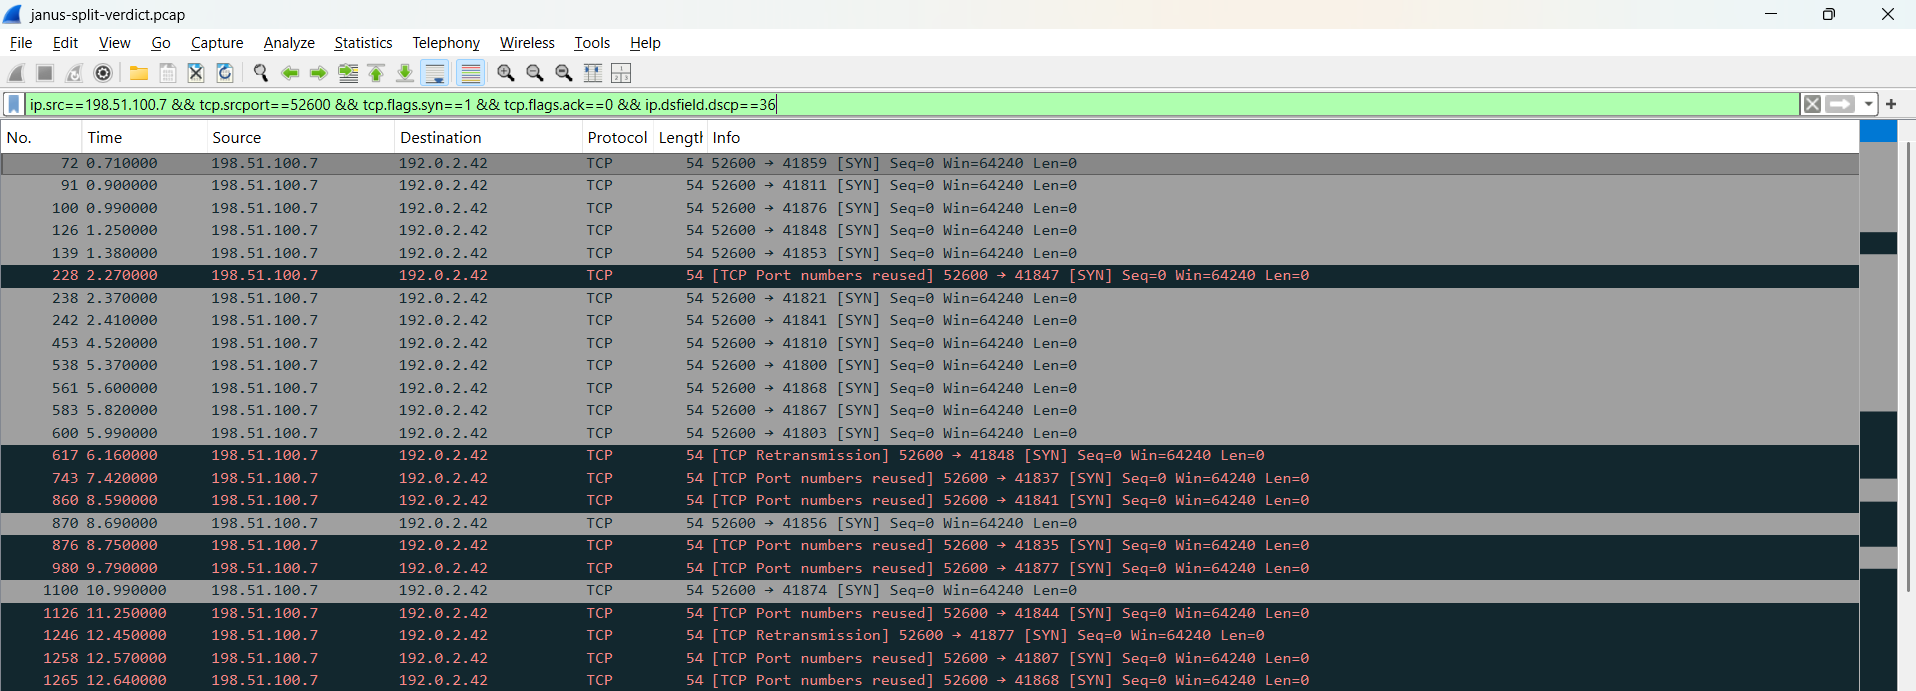 janus-split-verdict.pcap
File Edit View Go Capture Analyze Statistics Telephony Wireless Tools Help
ip.src==198.51.100.7 && tcp.srcport==52600 && tcp.flags.syn==1 && tcp.flags.ack==0 && ip.dsfield.dscp==36
No. Time Source Destination Protocol Length Info
72 0.710000 198.51.100.7 192.0.2.42 TCP 54 52600 → 41859 [SYN] Seq=0 Win=64240 Len=0
91 0.900000 198.51.100.7 192.0.2.42 TCP 54 52600 → 41811 [SYN] Seq=0 Win=64240 Len=0
100 0.990000 198.51.100.7 192.0.2.42 TCP 54 52600 → 41876 [SYN] Seq=0 Win=64240 Len=0
126 1.250000 198.51.100.7 192.0.2.42 TCP 54 52600 → 41848 [SYN] Seq=0 Win=64240 Len=0
139 1.380000 198.51.100.7 192.0.2.42 TCP 54 52600 → 41853 [SYN] Seq=0 Win=64240 Len=0
228 2.270000 198.51.100.7 192.0.2.42 TCP 54 [TCP Port numbers reused] 52600 → 41847 [SYN] Seq=0 Win=64240 Len=0
238 2.370000 198.51.100.7 192.0.2.42 TCP 54 52600 → 41821 [SYN] Seq=0 Win=64240 Len=0
242 2.410000 198.51.100.7 192.0.2.42 TCP 54 52600 → 41841 [SYN] Seq=0 Win=64240 Len=0
453 4.520000 198.51.100.7 192.0.2.42 TCP 54 52600 → 41810 [SYN] Seq=0 Win=64240 Len=0
538 5.370000 198.51.100.7 192.0.2.42 TCP 54 52600 → 41800 [SYN] Seq=0 Win=64240 Len=0
561 5.600000 198.51.100.7 192.0.2.42 TCP 54 52600 → 41868 [SYN] Seq=0 Win=64240 Len=0
583 5.820000 198.51.100.7 192.0.2.42 TCP 54 52600 → 41867 [SYN] Seq=0 Win=64240 Len=0
600 5.990000 198.51.100.7 192.0.2.42 TCP 54 52600 → 41803 [SYN] Seq=0 Win=64240 Len=0
617 6.160000 198.51.100.7 192.0.2.42 TCP 54 [TCP Retransmission] 52600 → 41848 [SYN] Seq=0 Win=64240 Len=0
743 7.420000 198.51.100.7 192.0.2.42 TCP 54 [TCP Port numbers reused] 52600 → 41837 [SYN] Seq=0 Win=64240 Len=0
860 8.590000 198.51.100.7 192.0.2.42 TCP 54 [TCP Port numbers reused] 52600 → 41841 [SYN] Seq=0 Win=64240 Len=0
870 8.690000 198.51.100.7 192.0.2.42 TCP 54 52600 → 41856 [SYN] Seq=0 Win=64240 Len=0
876 8.750000 198.51.100.7 192.0.2.42 TCP 54 [TCP Port numbers reused] 52600 → 41835 [SYN] Seq=0 Win=64240 Len=0
980 9.790000 198.51.100.7 192.0.2.42 TCP 54 [TCP Port numbers reused] 52600 → 41877 [SYN] Seq=0 Win=64240 Len=0
1100 10.990000 198.51.100.7 192.0.2.42 TCP 54 52600 → 41874 [SYN] Seq=0 Win=64240 Len=0
1126 11.250000 198.51.100.7 192.0.2.42 TCP 54 [TCP Port numbers reused] 52600 → 41844 [SYN] Seq=0 Win=64240 Len=0
1246 12.450000 198.51.100.7 192.0.2.42 TCP 54 [TCP Retransmission] 52600 → 41877 [SYN] Seq=0 Win=64240 Len=0
1258 12.570000 198.51.100.7 192.0.2.42 TCP 54 [TCP Port numbers reused] 52600 → 41807 [SYN] Seq=0 Win=64240 Len=0
1265 12.640000 198.51.100.7 192.0.2.42 TCP 54 [TCP Port numbers reused] 52600 → 41868 [SYN] Seq=0 Win=64240 Len=0